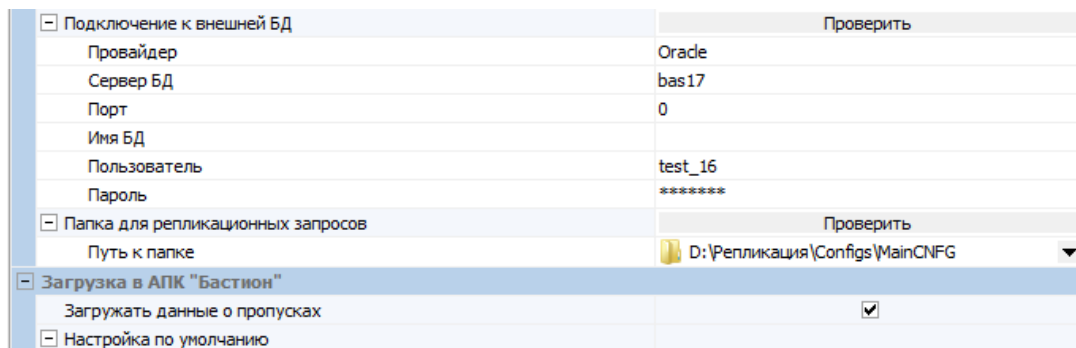 Подключение к внешней БД Проверить
Провайдер Oracle
Сервер БД bas17
Порт 0
Имя БД
Пользователь test_16
Пароль *******
Папка для репликационных запросов Проверить
Путь к папке D:\Репликация\Configs\MainCNFG
Загрузка в АПК "Бастион"
Загружать данные о пропусках
Настройка по умолчанию